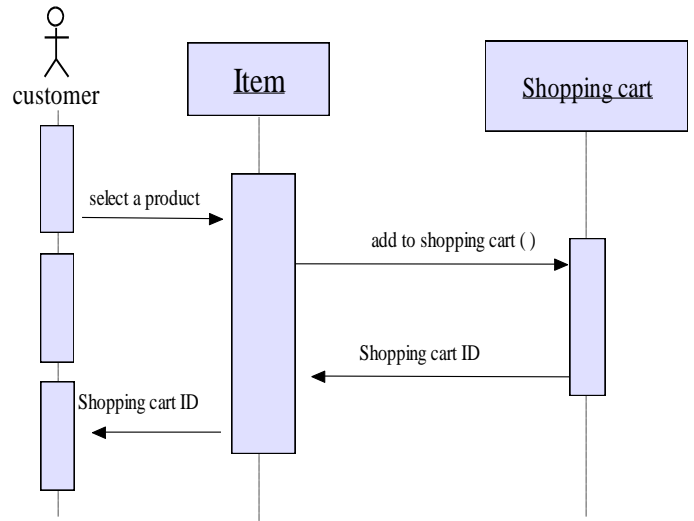 customer
Item
Shopping cart
select a product
add to shopping cart ( )
Shopping cart ID
Shopping cart ID